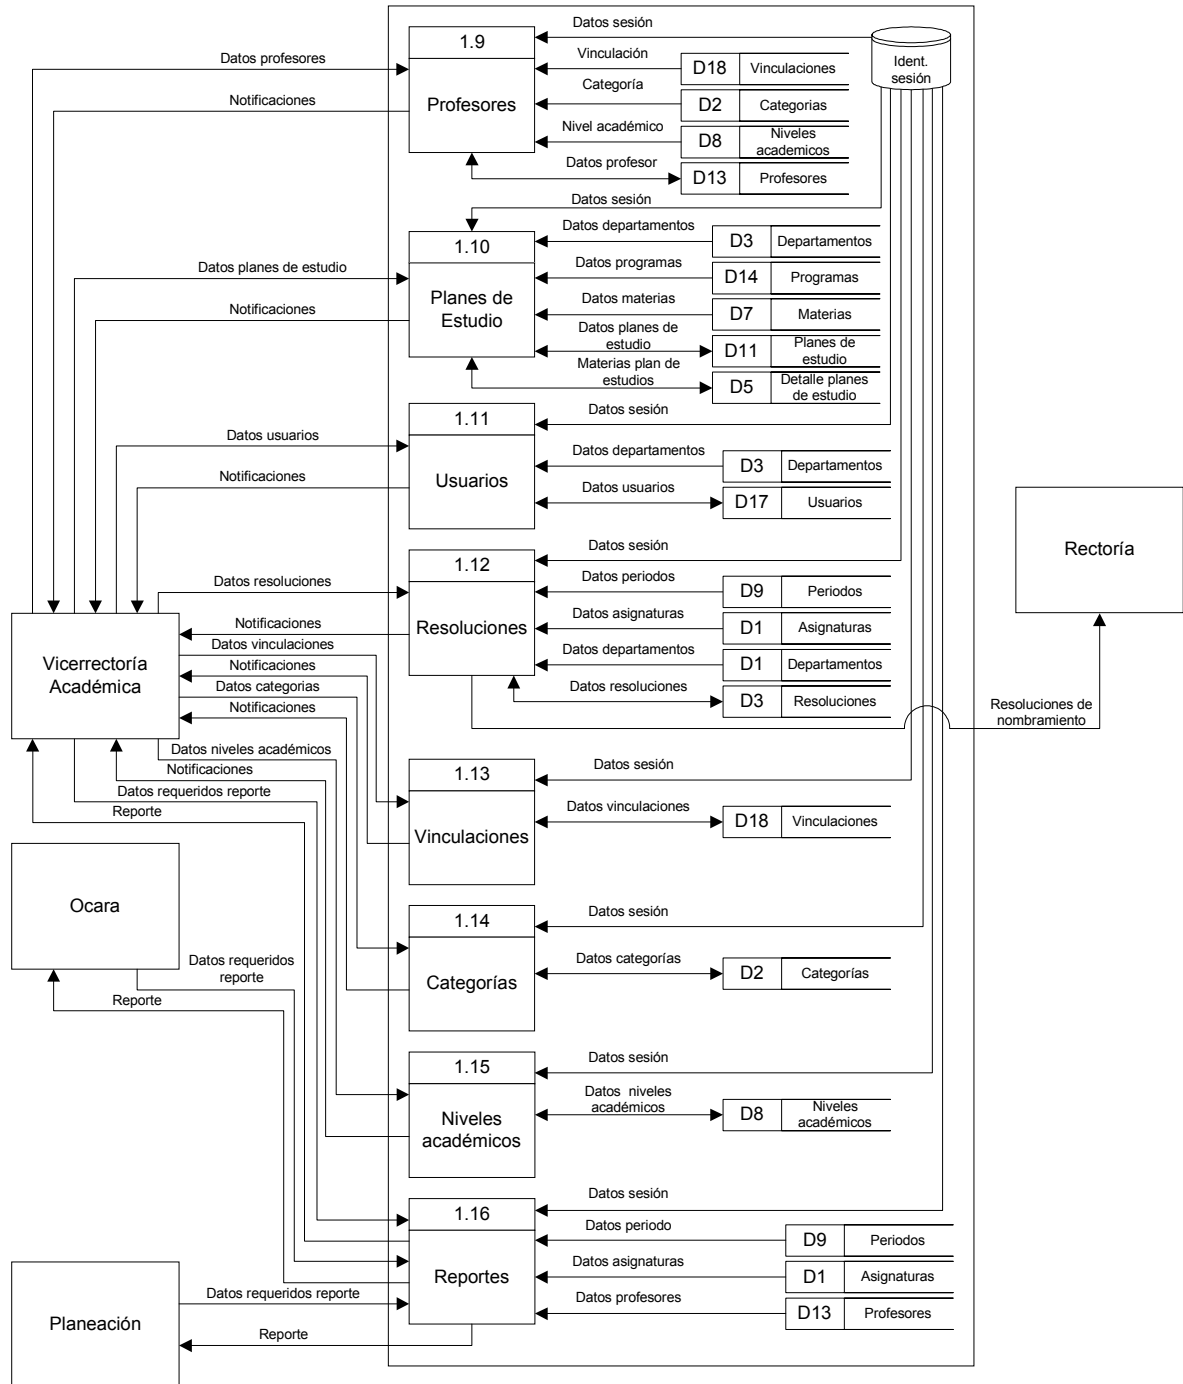 Datos sesión
1.9
Ident.
sesión
Datos profesores
Vinculación
D18
Vinculaciones
Profesores
Categoría
D2
Categorias
Notificaciones
Nivel académico
D8
Niveles
academicos
Datos profesor
D13
Profesores
Datos sesión
1.10
Datos departamentos
D3
Departamentos
Datos planes de estudio
Planes de
Estudio
Datos programas
D14
Programas
Notificaciones
Datos materias
D7
Materias
Datos planes de
estudio
D11
Planes de
estudio
Materias plan de
estudios
D5
Detalle planes
de estudio
Datos sesión
1.11
Datos usuarios
Usuarios
Datos departamentos
D3
Departamentos
Notificaciones
Datos usuarios
D17
Usuarios
Rectoría
Datos sesión
1.12
Datos resoluciones
Resoluciones
Datos periodos
D9
Periodos
Notificaciones
Datos asignaturas
D1
Asignaturas
Vicerrectoría
Académica
Datos vinculaciones
Notificaciones
Datos categorias
Notificaciones
Datos departamentos
D1
Departamentos
Datos resoluciones
D3
Resoluciones
Resoluciones de
nombramiento
Datos niveles académicos
Notificaciones
Datos requeridos reporte
Reporte
1.13
Vinculaciones
Datos sesión
Datos vinculaciones
D18
Vinculaciones
Ocara
1.14
Categorías
Datos sesión
Datos categorías
D2
Categorías
Datos requeridos
reporte
Reporte
1.15
Niveles
académicos
Datos sesión
Datos niveles
académicos
D8
Niveles
académicos
1.16
Reportes
Datos sesión
Datos periodo
D9
Periodos
Datos asignaturas
D1
Asignaturas
Datos profesores
D13
Profesores
Planeación
Datos requeridos reporte
Reporte